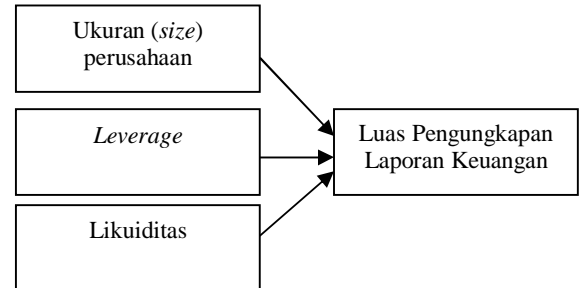 Ukuran (size)
perusahaan
Leverage
Likuiditas
Luas Pengungkapan
Laporan Keuangan